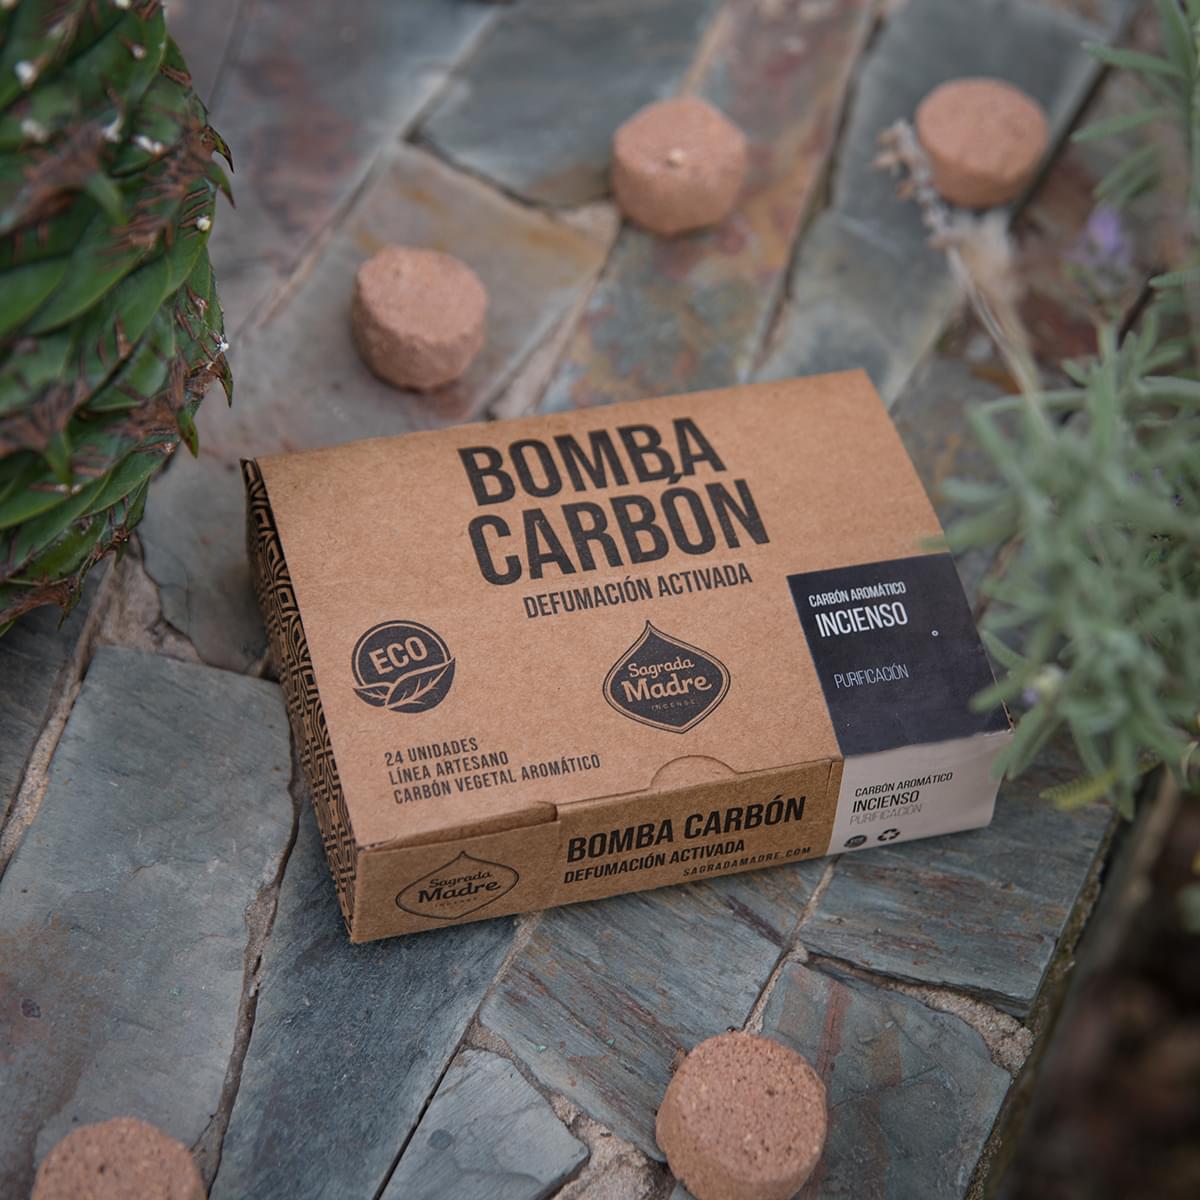 BOMBA
CARBÓN
DEFUMACIÓN ACTIVADA
ECO
Sagrada
Madre
INCENSE
CARBÓN AROMÁTICO
INCIENSO
PURIFICACIÓN
24 UNIDADES
LÍNEA ARTESANO
CARBÓN VEGETAL AROMÁTICO
Sagrada
Madre
INCENSE
BOMBA CARBÓN
DEFUMACIÓN ACTIVADA
SAGRADAMADRE.COM
CARBÓN AROMÁTICO
INCIENSO
PURIFICACIÓN